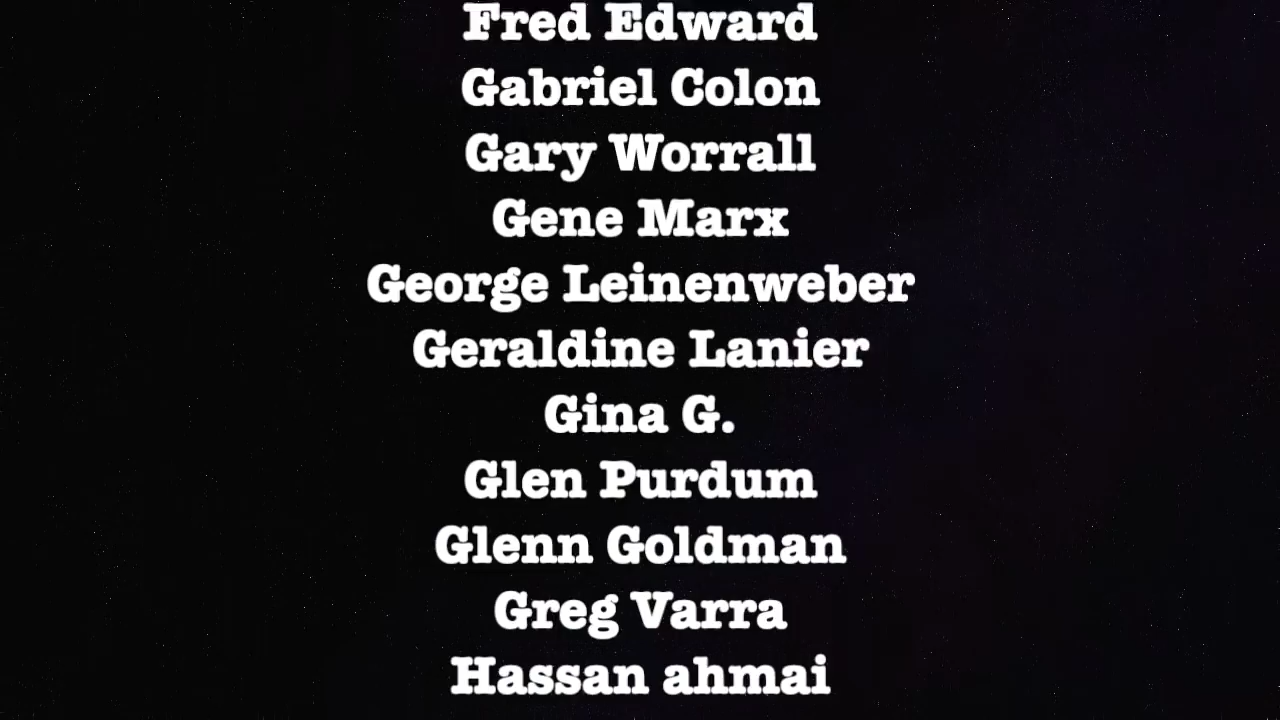 Fred Edward
Gabriel Colon
Gary Worrall
Gene Marx
George Leinenweber
Geraldine Lanier
Gina G.
Glen Purdum
Glenn Goldman
Greg Varra
Hassan ahmai